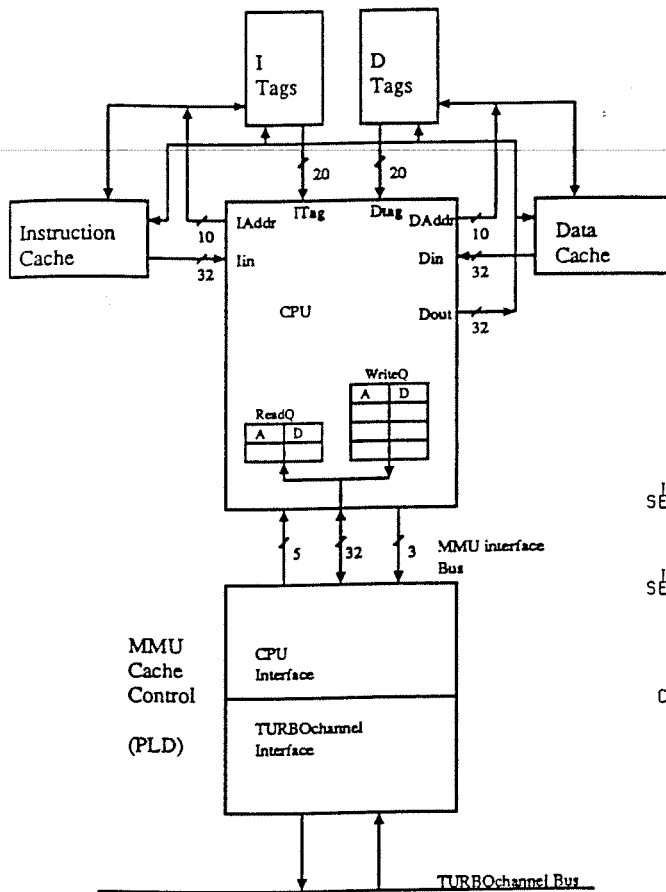 I
Tags
D
Tags
20
20
ITag
Dtag
IAddr
10
DAddr
10
Instruction
Cache
Iin
32
Din
32
Data
Cache
CPU
Dout
32
WriteQ
A D
ReadQ
A D
5
32
3
MMU interface
Bus
I
SE
I
SE
C
MMU
Cache
Control
(PLD)
CPU
Interface
TURBOchannel
Interface
TURBOchannel Bus